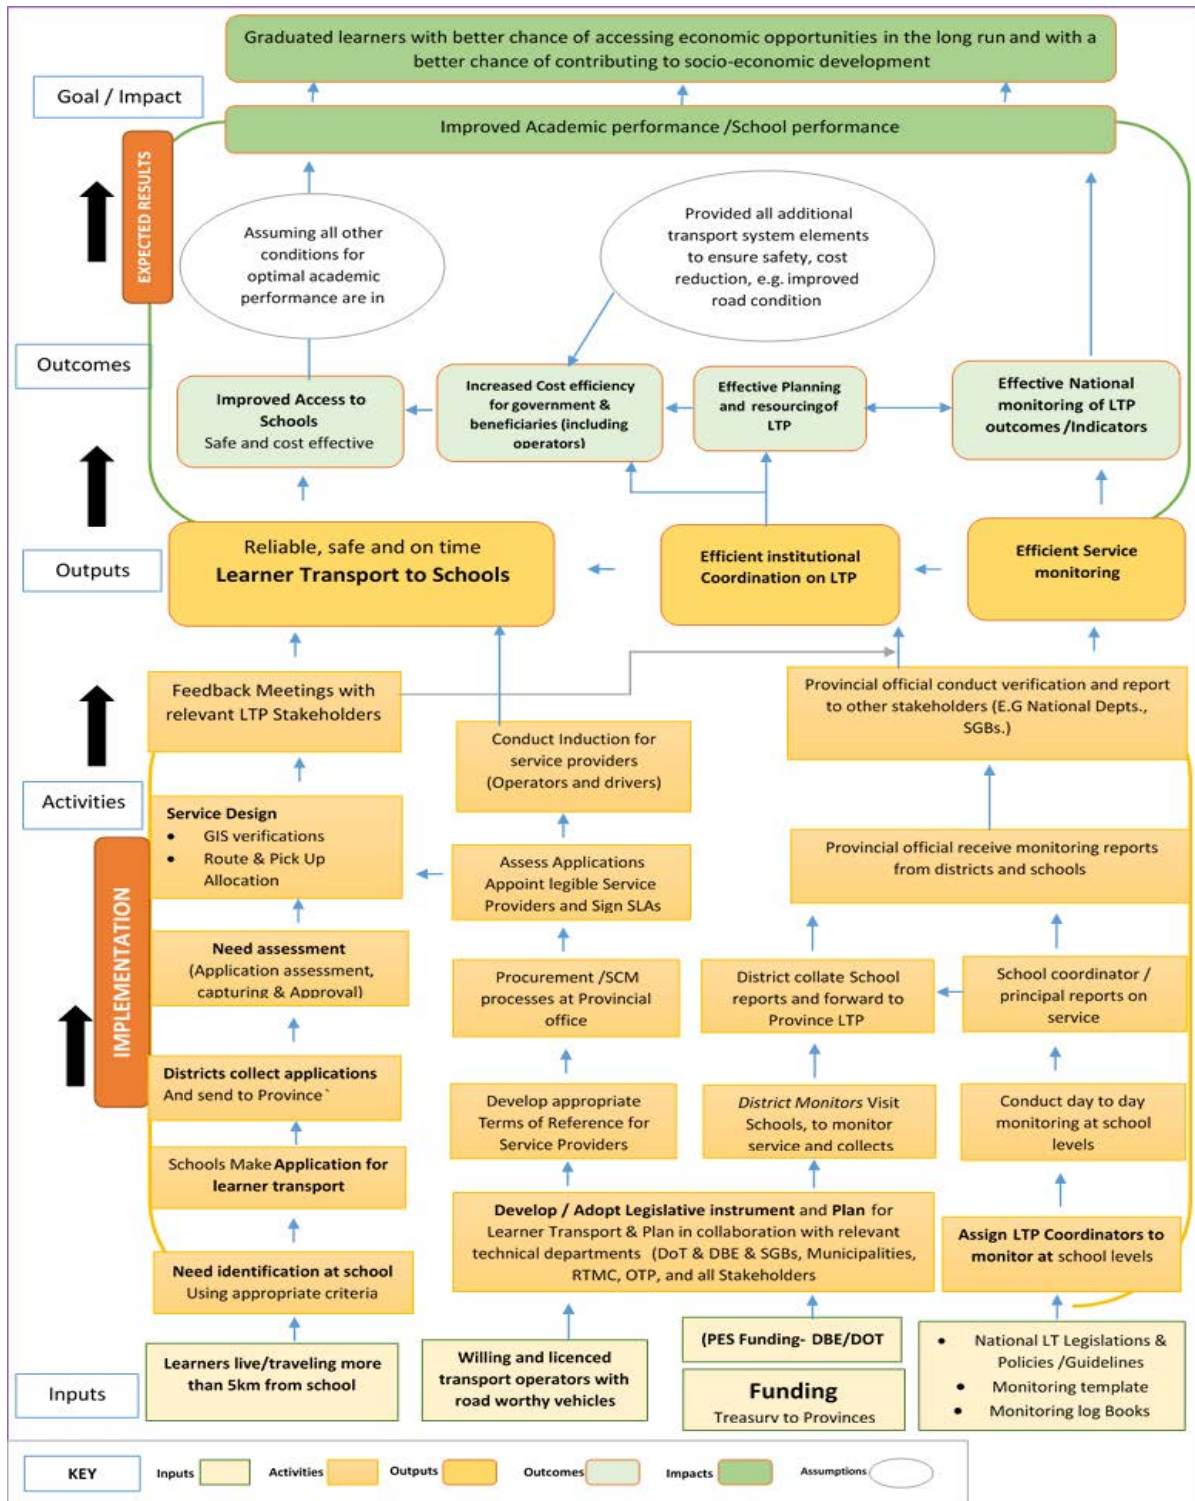 Graduated learners with better chance of accessing economic opportunities in the long run and with a
better chance of contributing to socio-economic development
Goal / Impact
Improved Academic performance /School performance
EXPECTED RESULTS
Assuming all other
conditions for
optimal academic
performance are in
Provided all additional
transport system elements
to ensure safety, cost
reduction, e.g. improved
road condition
Outcomes
Improved Access to
Schools
Safe and cost effective
Increased Cost efficiency
for government &
beneficiaries (including
operators)
Effective Planning
and resourcing of
LTP
Effective National
monitoring of LTP
outcomes /Indicators
Outputs
Reliable, safe and on time
Learner Transport to Schools
Efficient institutional
Coordination on LTP
Efficient Service
monitoring
Activities
IMPLEMENTATION
Feedback Meetings with
relevant LTP Stakeholders
Conduct Induction for
service providers
(Operators and drivers)
Provincial official conduct verification and report
to other stakeholders (E.G National Depts.,
SGBs.)
Service Design
• GIS verifications
• Route & Pick Up
Allocation
Assess Applications
Appoint legible Service
Providers and Sign SLAs
Provincial official receive monitoring reports
from districts and schools
Need assessment
(Application assessment,
capturing & Approval)
Procurement /SCM
processes at Provincial
office
District collate School
reports and forward to
Province LTP
School coordinator /
principal reports on
service
Districts collect applications
And send to Province`
Develop appropriate
Terms of Reference for
Service Providers
District Monitors Visit
Schools, to monitor
service and collects
Conduct day to day
monitoring at school
levels
Schools Make Application for
learner transport
Develop / Adopt Legislative instrument and Plan for
Learner Transport & Plan in collaboration with relevant
technical departments (DoT & DBE & SGBs, Municipalities,
RTMC, OTP, and all Stakeholders
Assign LTP Coordinators to
monitor at school levels
Need identification at school
Using appropriate criteria
Inputs
Learners live/traveling more
than 5km from school
Willing and licenced
transport operators with
road worthy vehicles
(PES Funding- DBE/DOT
Funding
Treasury to Provinces
• National LT Legislations &
Policies /Guidelines
• Monitoring template
• Monitoring log Books
KEY
Inputs
Activities
Outputs
Outcomes
Impacts
Assumptions